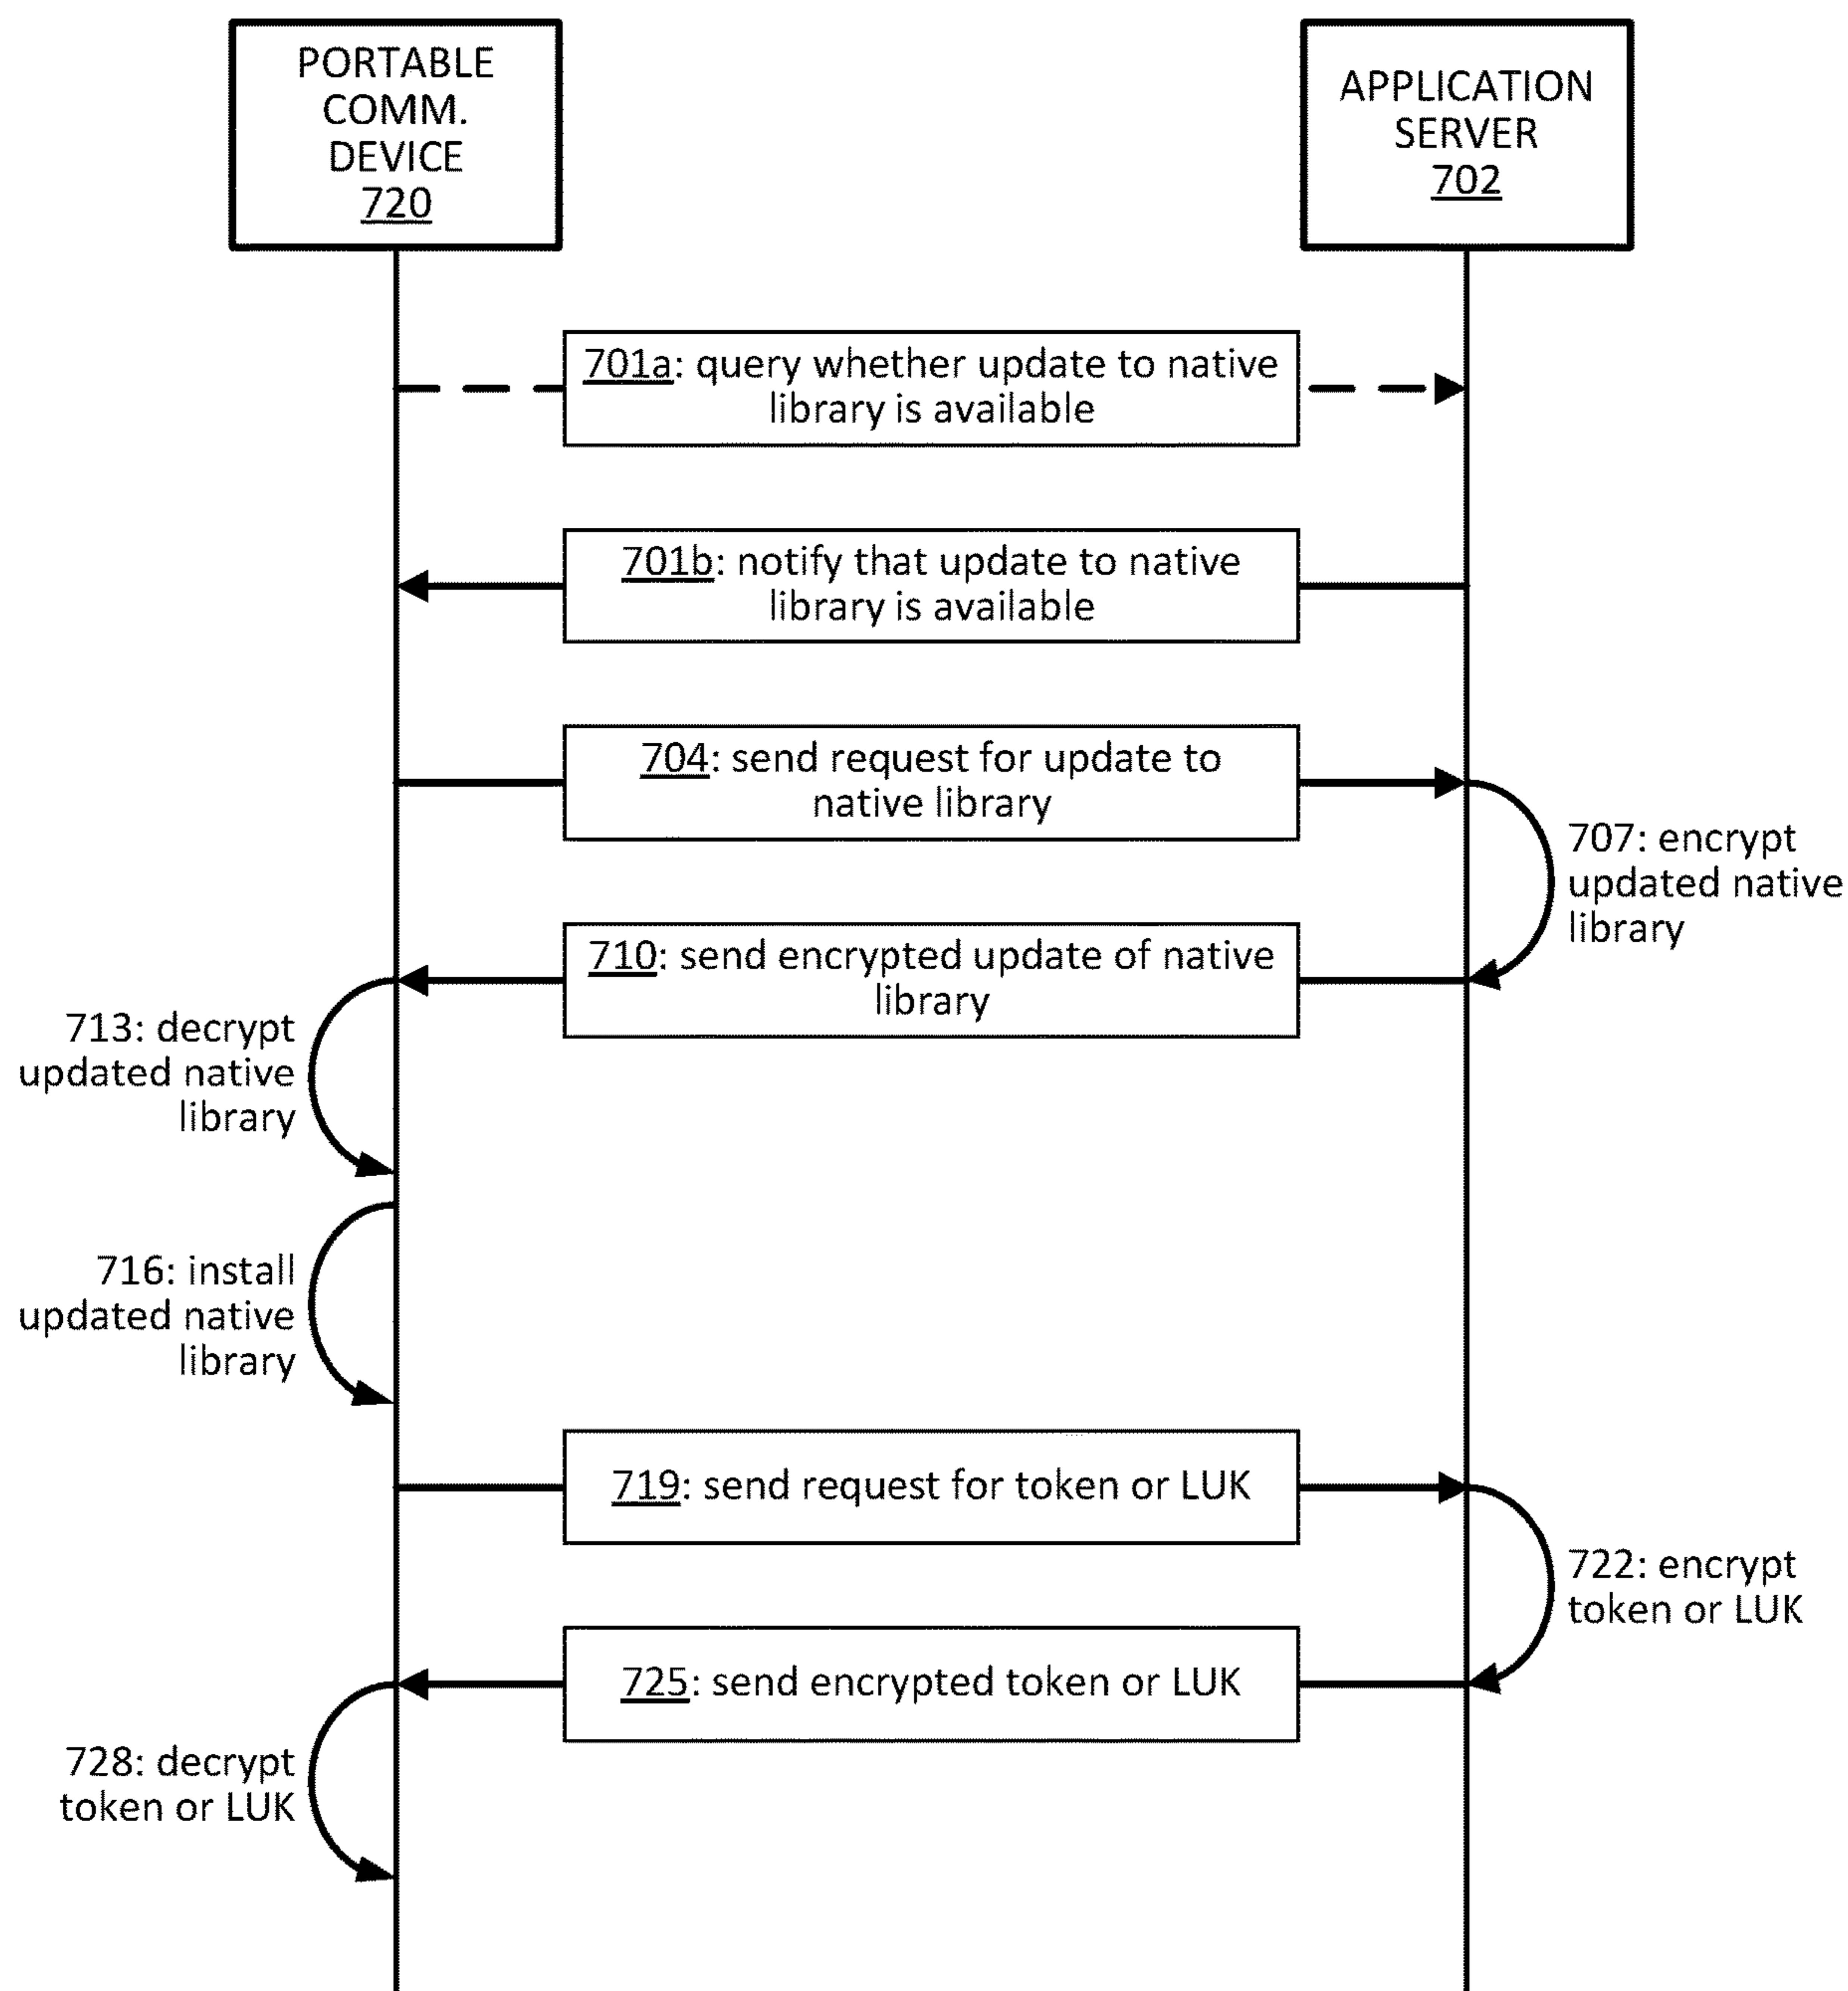 PORTABLE
COMM.
DEVICE
720
APPLICATION
SERVER
702
701a: query whether update to native
library is available
701b: notify that update to native
library is available
704: send request for update to
native library
707: encrypt
updated native
library
710: send encrypted update of native
library
713: decrypt
updated native
library
716: install
updated native
library
719: send request for token or LUK
722: encrypt
token or LUK
725: send encrypted token or LUK
728: decrypt
token or LUK